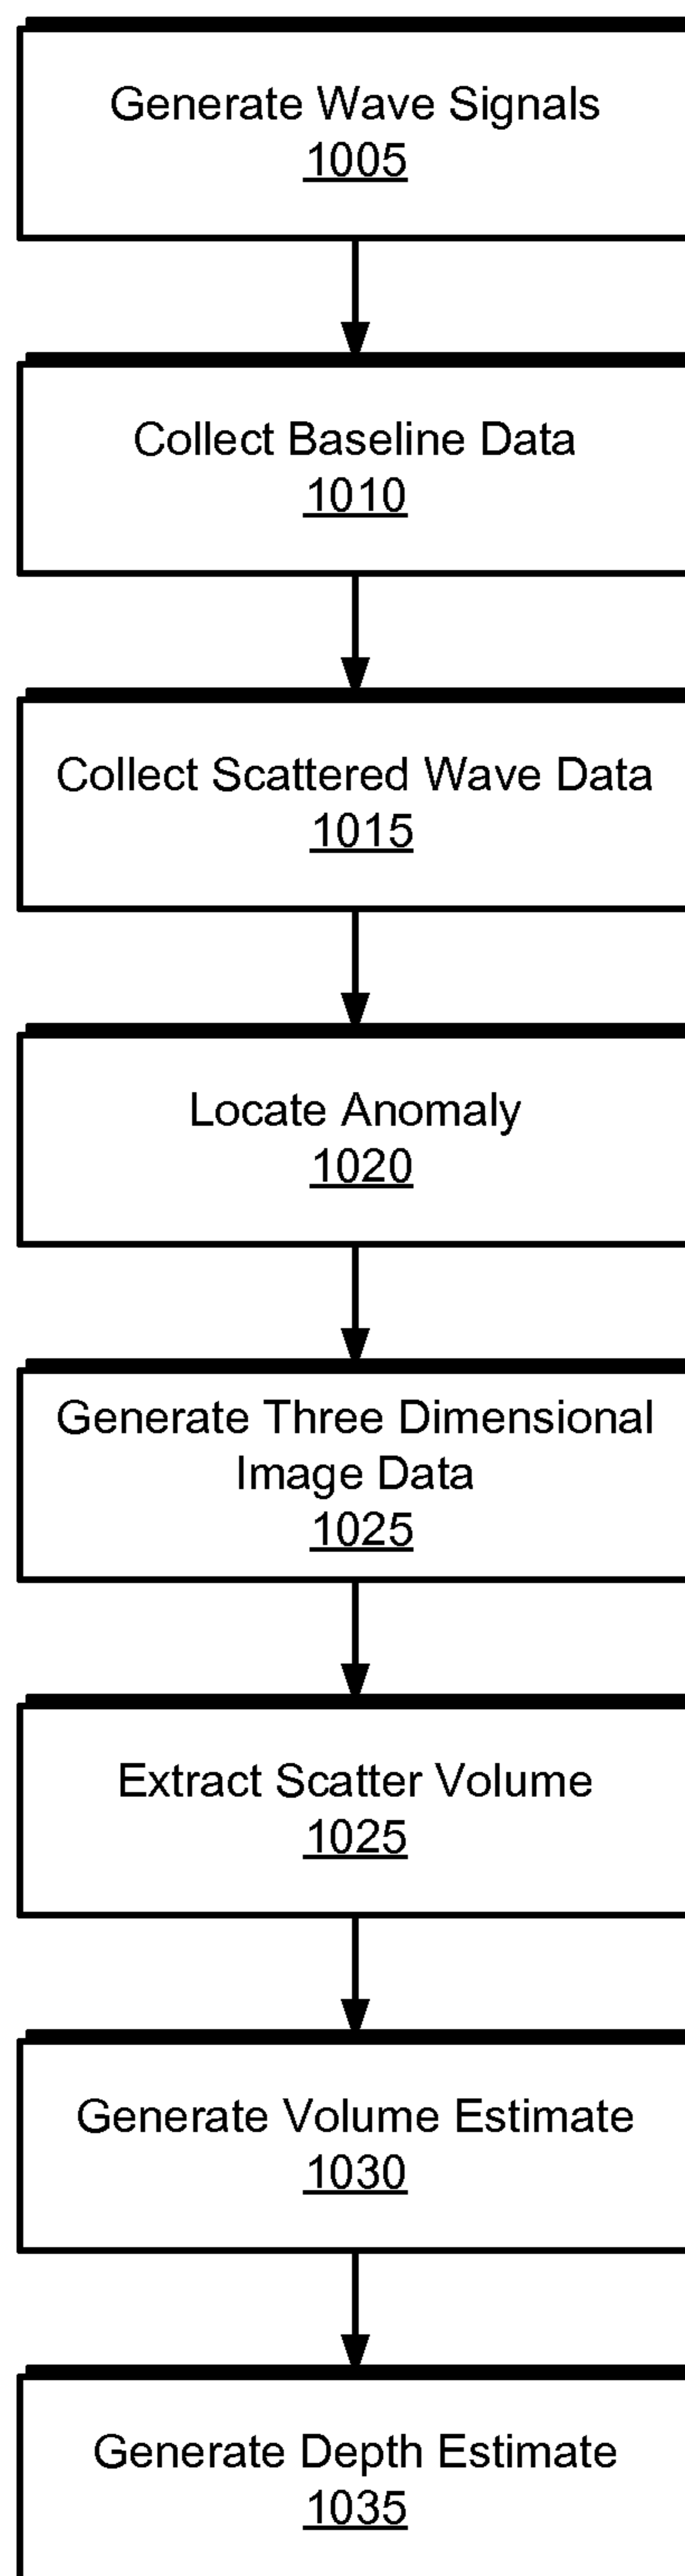 Generate Wave Signals
1005
Collect Baseline Data
1010
Collect Scattered Wave Data
1015
Locate Anomaly
1020
Generate Three Dimensional
Image Data
1025
Extract Scatter Volume
1025
Generate Volume Estimate
1030
Generate Depth Estimate
1035